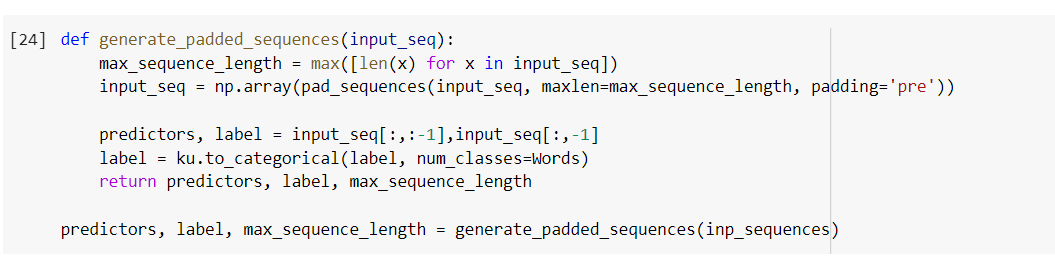 [24] def generate_padded_sequences(input_seq):
max_sequence_length = max([len(x) for x in input_seq])
input_seq = np.array(pad_sequences(input_seq, maxlen=max_sequence_length, padding='pre'))
predictors, label = input_seq[:,:-1],input_seq[:,-1]
label = ku.to_categorical(label, num_classes=Words)
return predictors, label, max_sequence_length
predictors, label, max_sequence_length = generate_padded_sequences(inp_sequences)